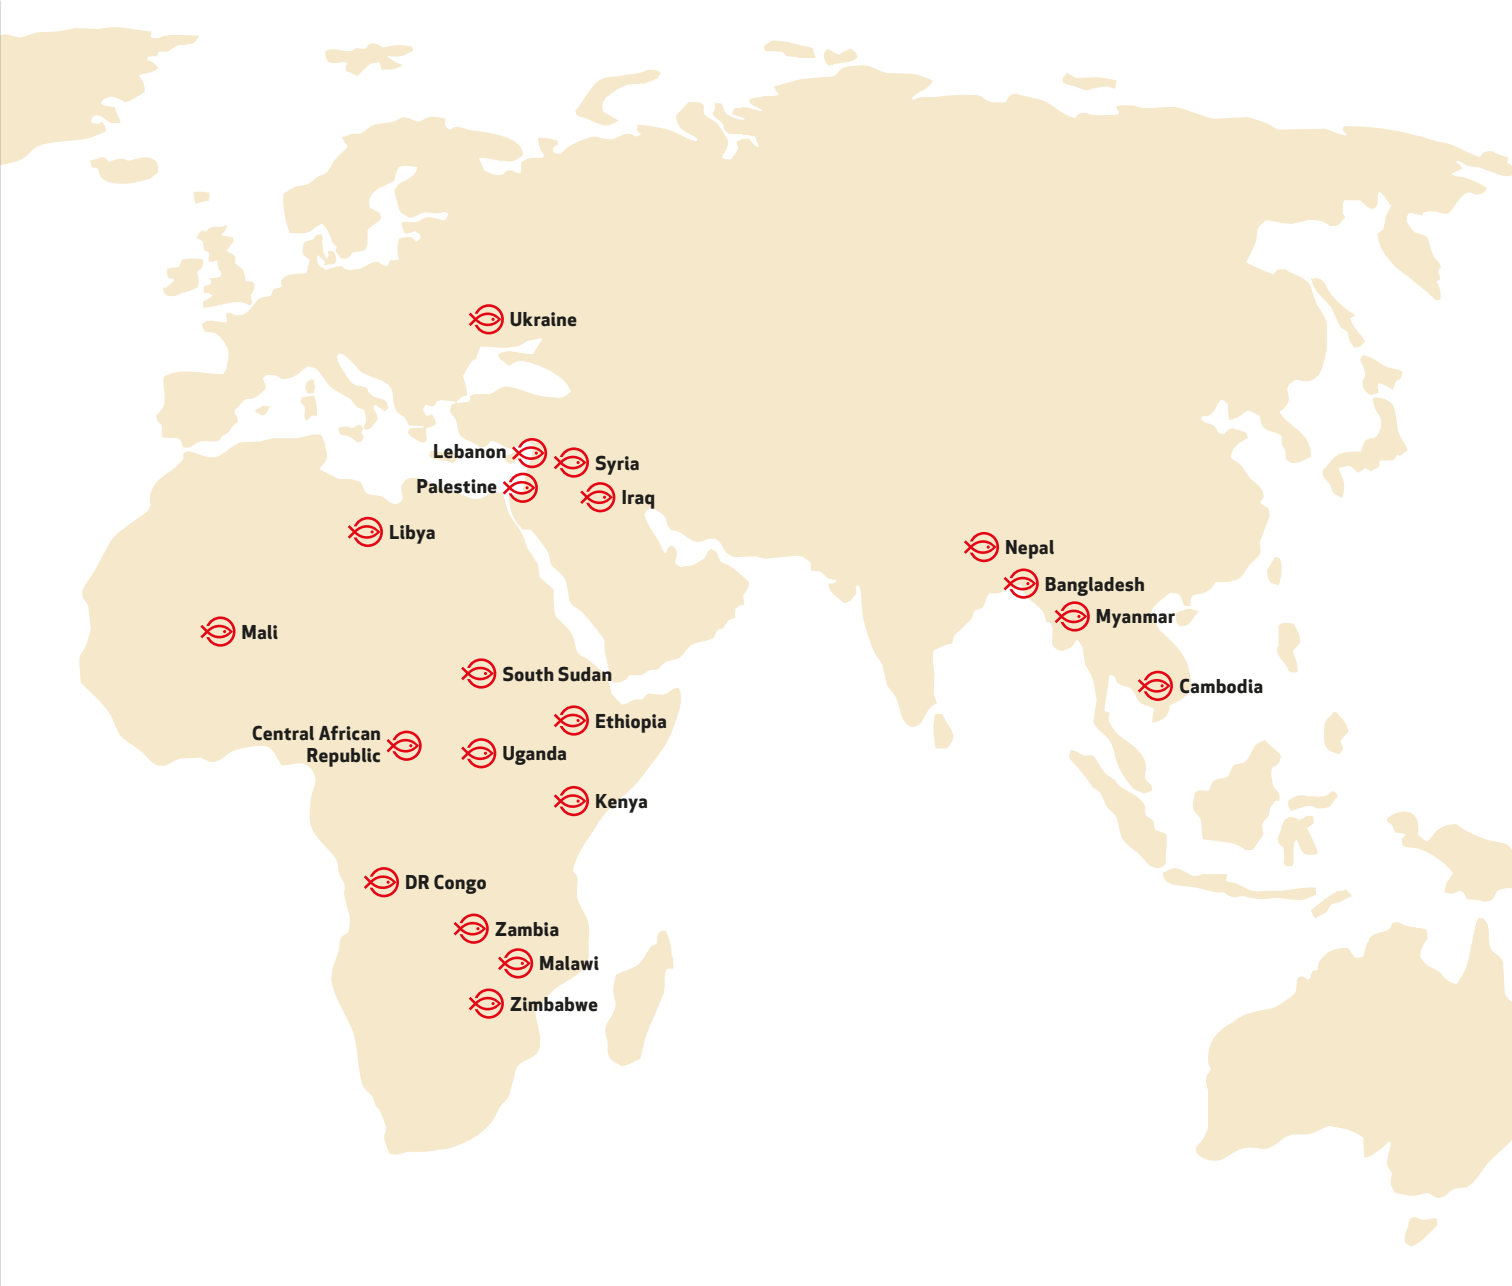 Ukraine
Lebanon
Syria
Palestine
Iraq
Libya
Nepal
Bangladesh
Myanmar
Mali
South Sudan
Cambodia
Ethiopia
Central African
Republic
Uganda
Kenya
DR Congo
Zambia
Malawi
Zimbabwe